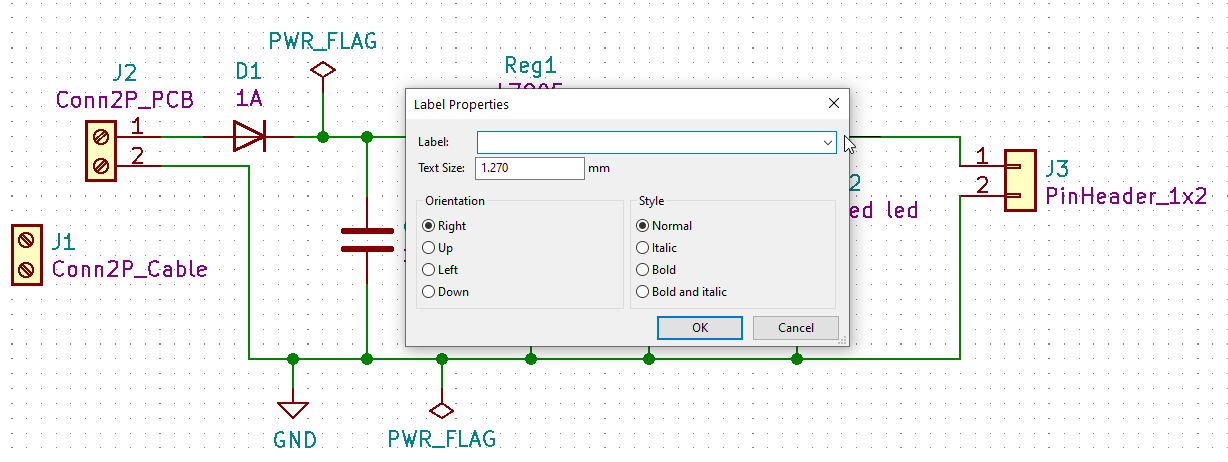 PWR_FLAG
J2
Conn2P_PCB
1
2
D1
1A
Reg1
L7805
Label Properties
Label:
Text Size: 1.270 mm
Orientation
Right
Up
Left
Down
Style
Normal
Italic
Bold
Bold and italic
OK
Cancel
2
ed led
1
2
J3
PinHeader_1x2
J1
Conn2P_Cable
GND
PWR_FLAG